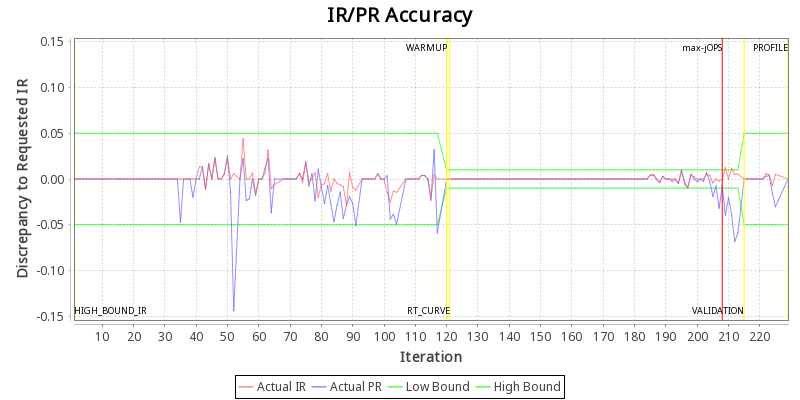 IR/PR Accuracy
Discrepancy to Requested IR
0.15
0.10
0.05
0.00
-0.05
-0.10
-0.15
WARMUP
max-jOPS
PROFILE
HIGH_BOUND_IR
RT_CURVE
VALIDATION
10 20 30 40 50 60 70 80 90 100 110 120 130 140 150 160 170 180 190 200 210 220
Iteration
Actual IR Actual PR Low Bound High Bound